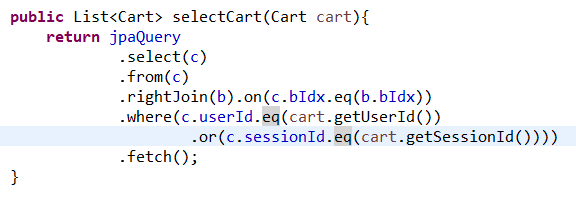 public List<Cart> selectCart(Cart cart){
    return jpaQuery
            .select(c)
            .from(c)
            .rightJoin(b).on(c.bIdx.eq(b.bIdx))
            .where(c.userId.eq(cart.getUserId())
                    .or(c.sessionId.eq(cart.getSessionId())))
            .fetch();
}